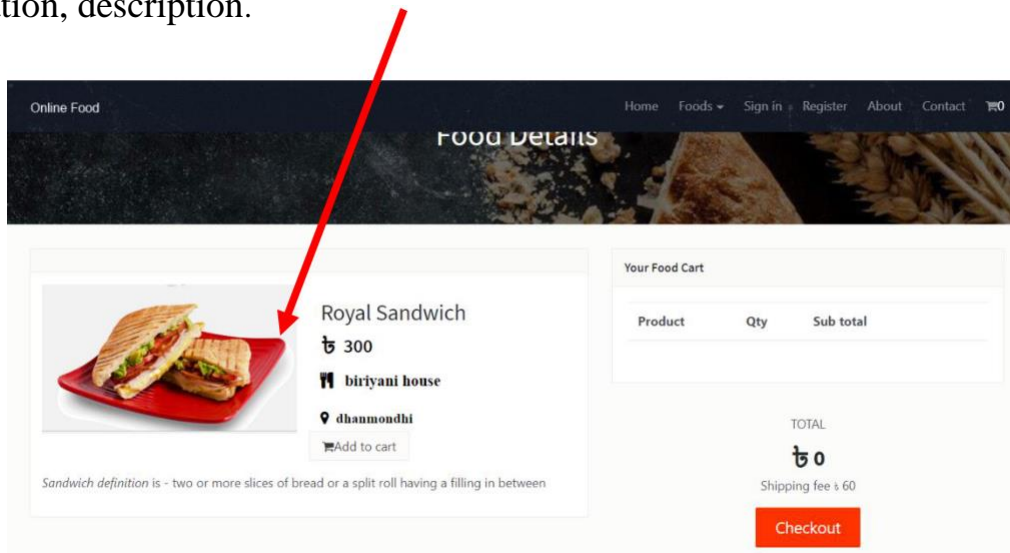 tion, description.
Online Food Home Foods Sign in Register About Contact 0
Food Details
Your Food Cart
Royal Sandwich
৳ 300
biriyani house
dhanmondhi
Add to cart
Sandwich definition is - two or more slices of bread or a split roll having a filling in between
Product Qty Sub total
TOTAL
৳ 0
Shipping fee ৳ 60
Checkout